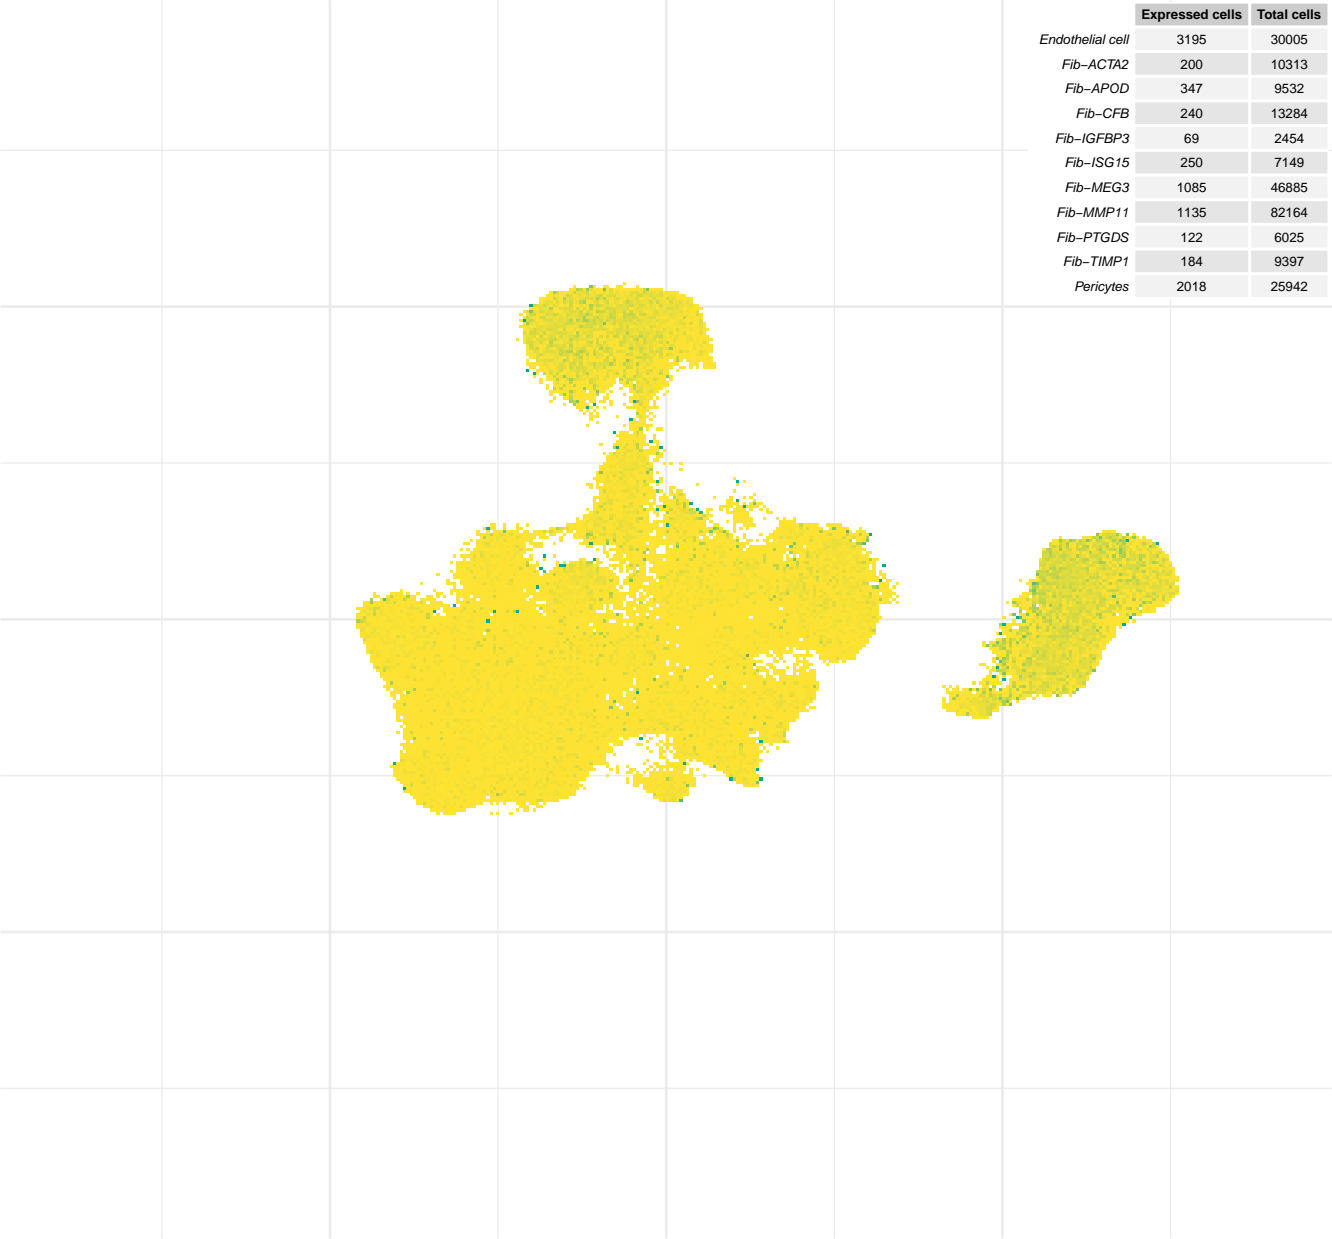 Expressed cells Total cells
Endothelial cell 3195 30005
Fib−ACTA2 200 10313
Fib−APOD 347 9532
Fib−CFB 240 13284
Fib−IGFBP3 69 2454
Fib−ISG15 250 7149
Fib−MEG3 1085 46885
Fib−MMP11 1135 82164
Fib−PTGDS 122 6025
Fib−TIMP1 184 9397
Pericytes 2018 25942